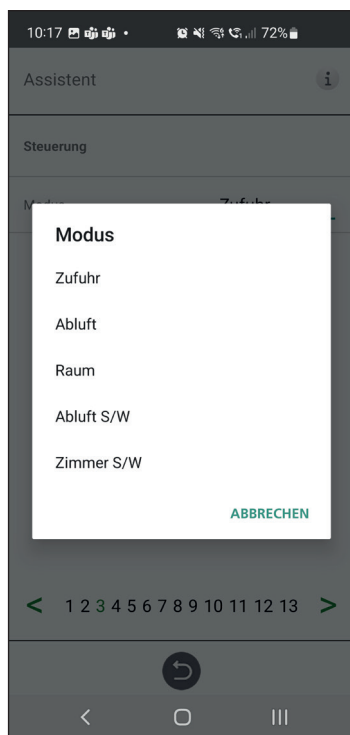 10:17 72%
Assistent i
Steuerung
Modus Zufuhr
Modus
Zufuhr
Abluft
Raum
Abluft S/W
Zimmer S/W
ABBRECHEN
< 1 2 3 4 5 6 7 8 9 10 11 12 13 >